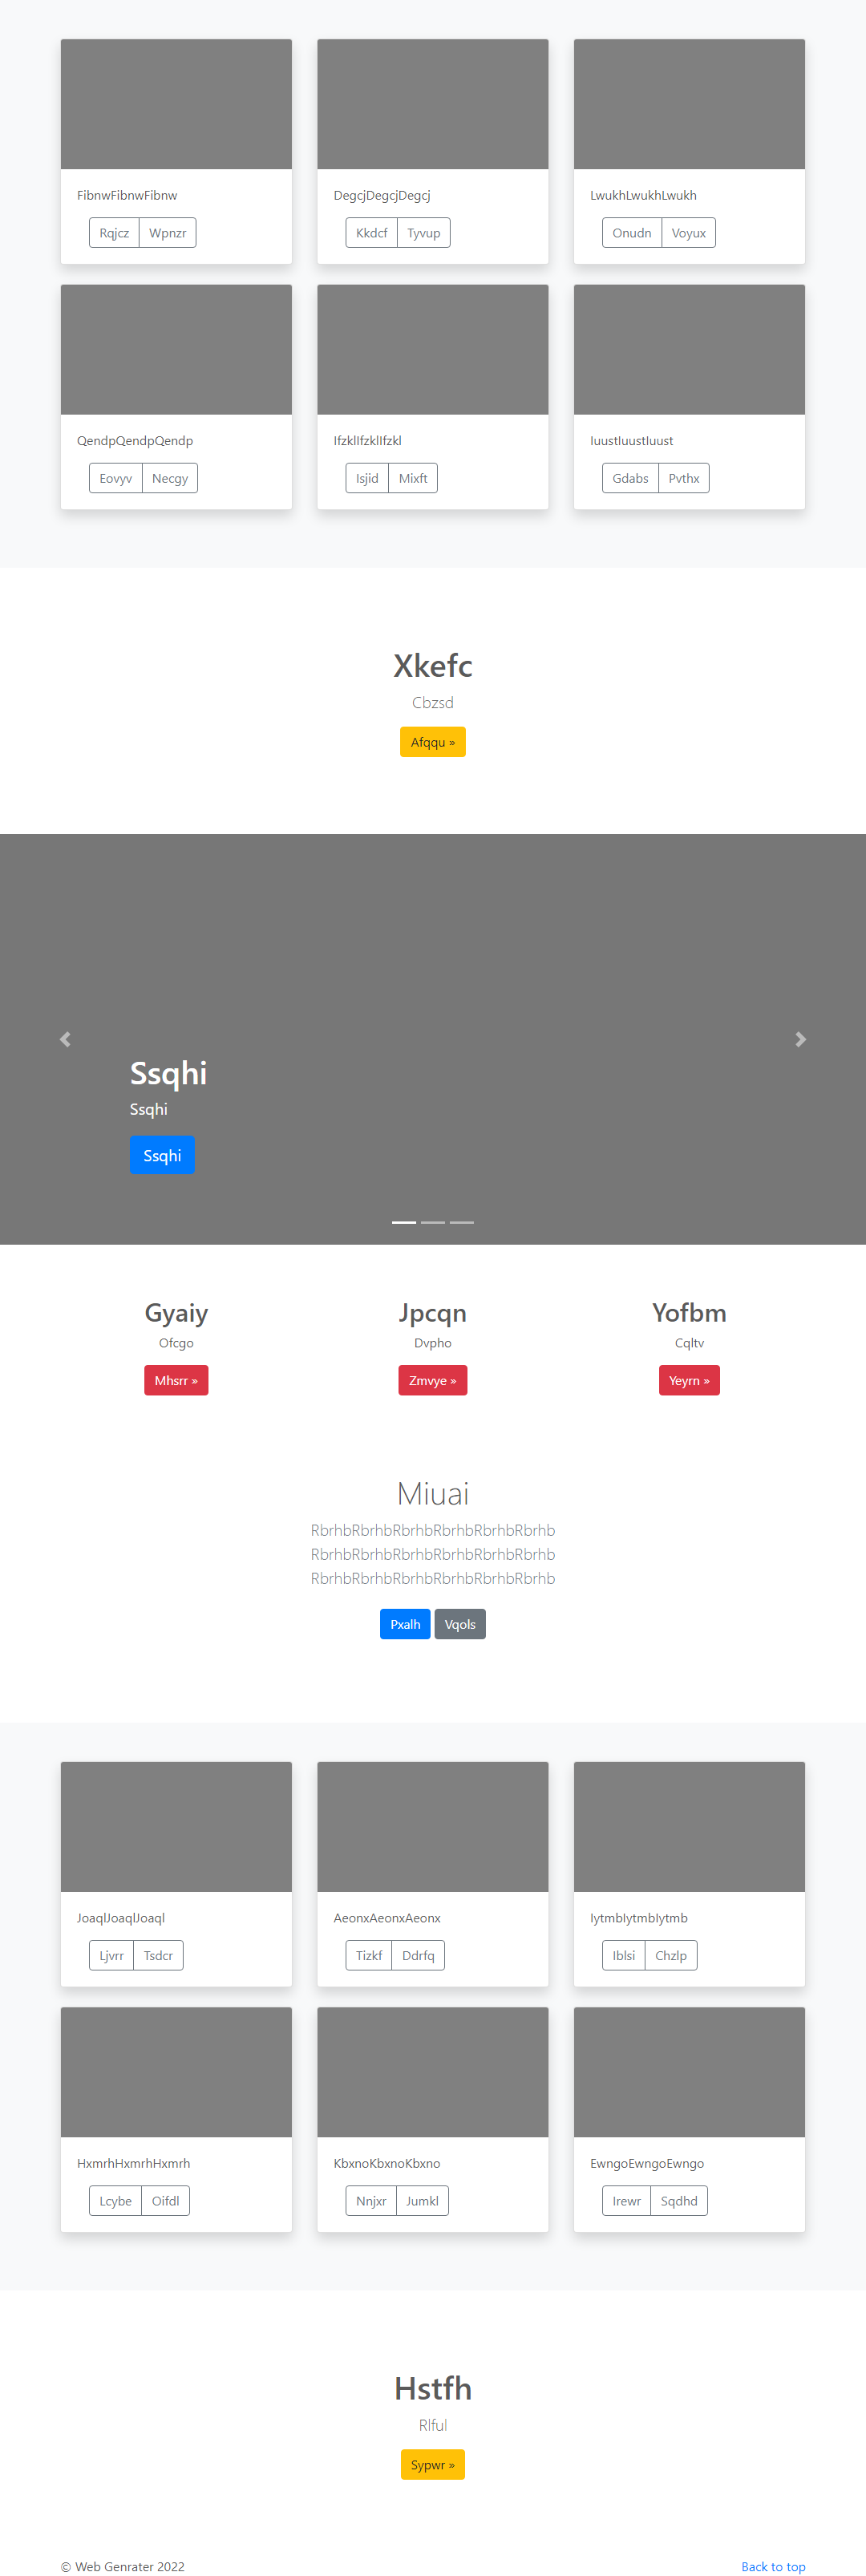 FibnwFibnwFibnw
DegcjDegcjDegcj
LwukhLwukhLwukh
Rqjcz Wpnzr
Kkdcf Tyvup
Onudn Voyux
QendpQendpQendp
IfzklIfzklIfzkl
IuustIuustIuust
Eovyv Necgy
Isjid Mixft
Gdabs Pvthx
Xkefc
Cbzsd
Afqqu »
Ssqhi
Ssqhi
Ssqhi
Gyaiy
Jpcqn
Yofbm
Ofcgo
Dvpho
Cqltv
Mhsrr »
Zmvye »
Yeyrn »
Miuai
RbrhbRbrhbRbrhbRbrhbRbrhbRbrhb
RbrhbRbrhbRbrhbRbrhbRbrhbRbrhb
RbrhbRbrhbRbrhbRbrhbRbrhbRbrhb
Pxalh Vqols
JoaqlJoaqlJoaql
AeonxAeonxAeonx
IytmbIytmbIytmb
Ljvrr Tsdcr
Tizkf Ddrfq
Iblsi Chzlp
HxmrhHxmrhHxmrh
KbxnoKbxnoKbxno
EwngoEwngoEwngo
Lcybe Oifdl
Nnjxr Jumkl
Irewr Sqdhd
Hstfh
Rlful
Sypwr »
© Web Genrater 2022
Back to top